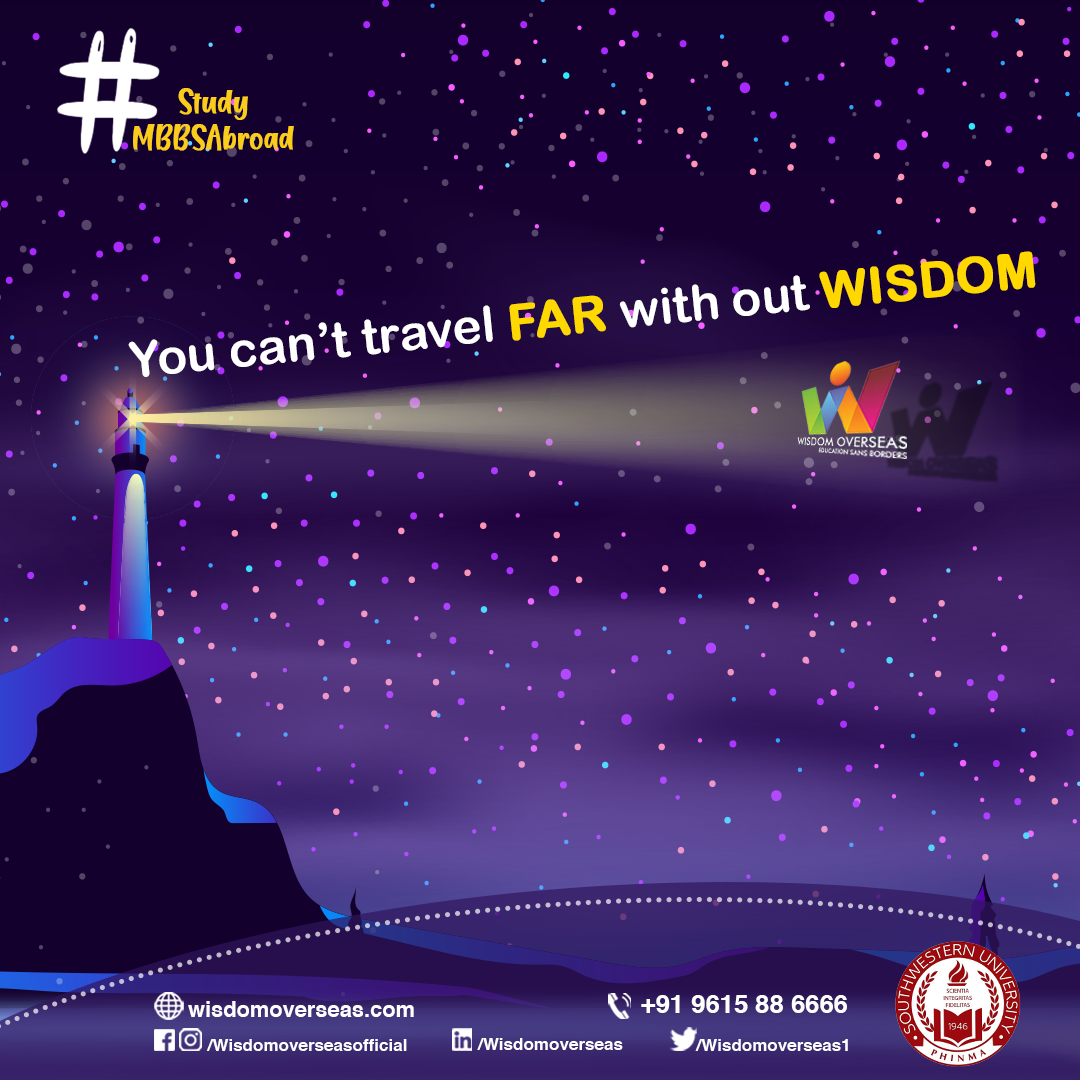 #Study
MBBSAbroad
You can't travel FAR with out WISDOM
WISDOM OVERSEAS
EDUCATION SANS BORDERS
wisdomoverseas.com
+91 9615 88 6666
/Wisdomoverseasofficial
/Wisdomoverseas
/Wisdomoverseas1
SOUTHWESTERN UNIVERSITY
SCIENTIA
INTEGRITAS
FIDELITAS
1946
PHINMA